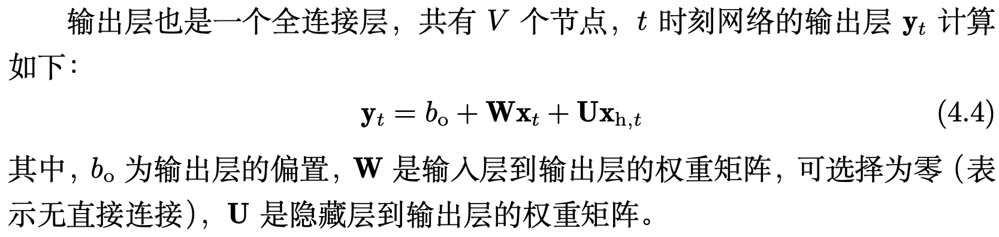 输出层也是一个全连接层，共有 V 个节点，t 时刻网络的输出层 y_t 计算
如下：
y_t = b_o + Wx_t + Ux_{h,t} (4.4)
其中，b_o 为输出层的偏置，W 是输入层到输出层的权重矩阵，可选择为零（表
示无直接连接），U 是隐藏层到输出层的权重矩阵。